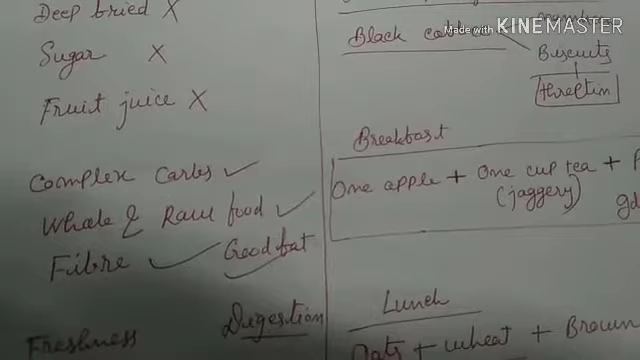 Deep fried X
Sugar X
Fruit juice X
Complex Carbs ✓
Whole & Raw food ✓
Fibre ✓ Good fat ✓
Freshness
Digestion
Made with KINEMASTER
Black coffee
Biscuits
threptin
Breakfast
One apple + One cup tea +
(jaggery)
Lunch
Oats + wheat + Brown